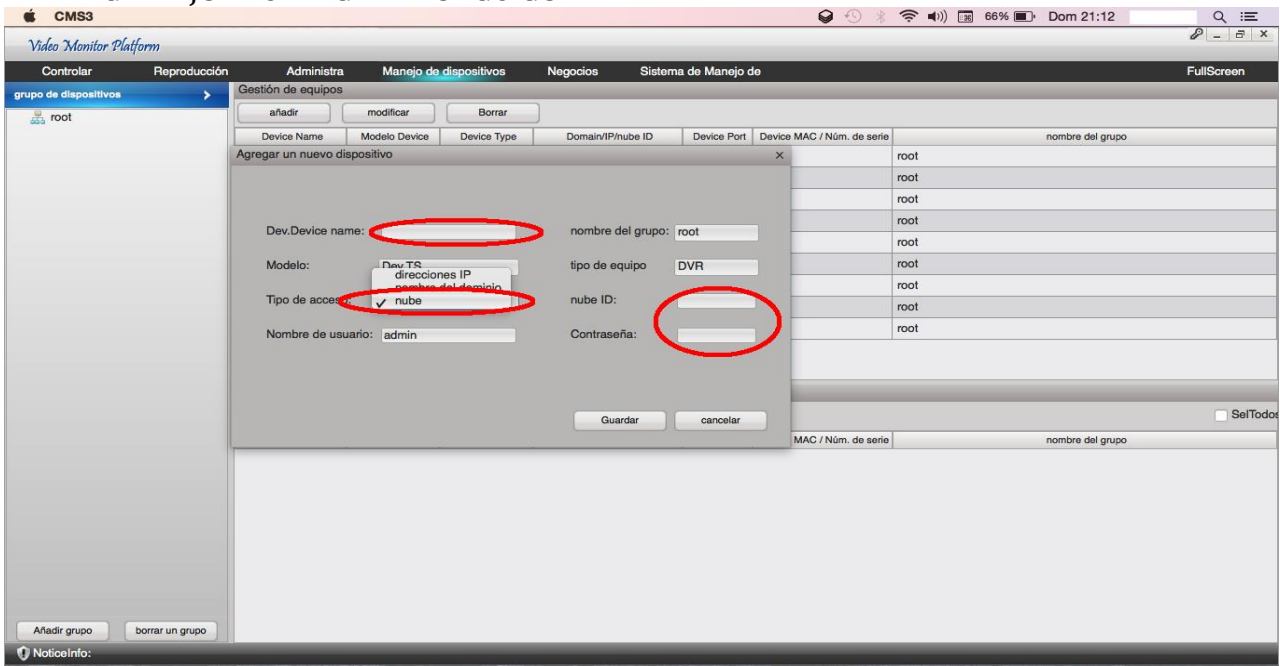 CMS3
66% Dom 21:12
Video Monitor Platform
Controlar Reproducción Administra Manejo de dispositivos Negocios Sistema de Manejo de FullScreen
grupo de dispositivos
Gestión de equipos
root
añadir modificar Borrar
Device Name Modelo Device Device Type Domain/IP/nube ID Device Port Device MAC / Núm. de serie nombre del grupo
Agregar un nuevo dispositivo
root
root
root
root
root
root
root
root
root
Dev.Device name: nombre del grupo: root
Modelo: Dev TS tipo de equipo DVR
direcciones IP
nombre del dominio
Tipo de acceso: nube nube ID:
Nombre de usuario: admin Contraseña:
Guardar cancelar
SelTodos
MAC / Núm. de serie nombre del grupo
Añadir grupo borrar un grupo
NoticeInfo: